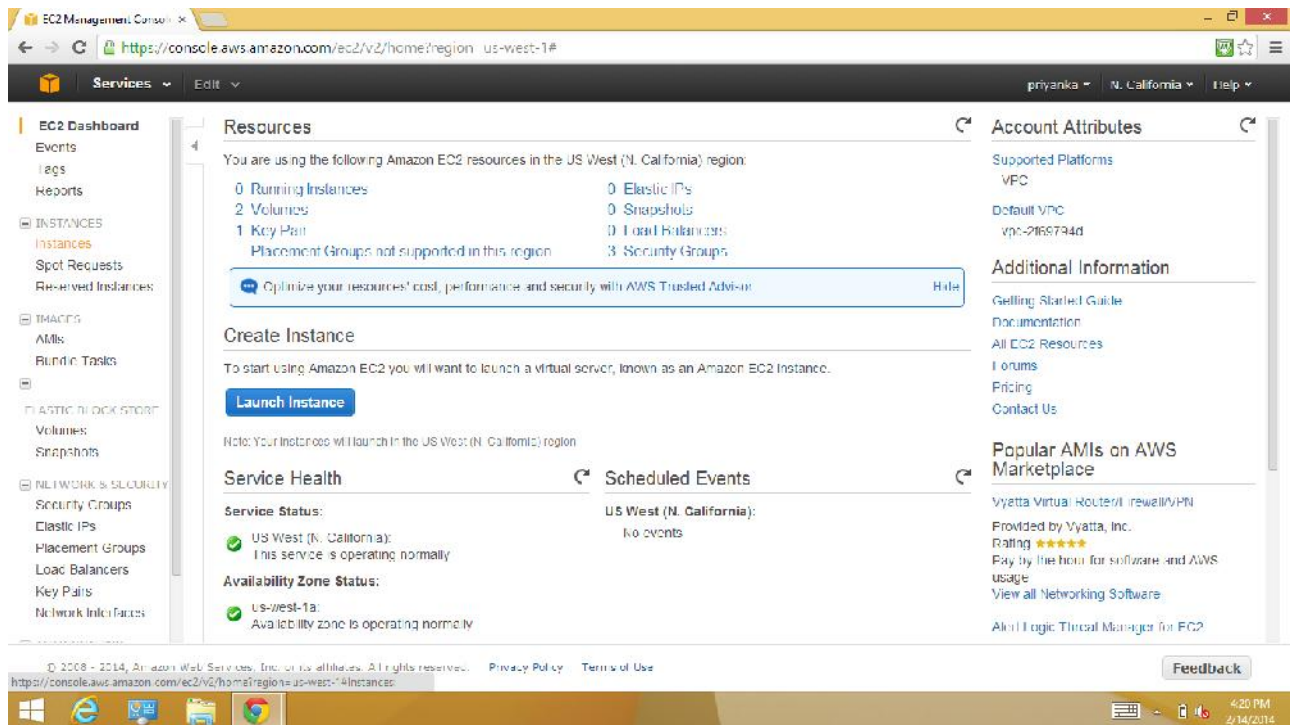 EC2 Management Consol
https://console.aws.amazon.com/ec2/v2/home?region us-west-1#
Services Edit priyanka N. California Help
EC2 Dashboard
Events
Tags
Reports
INSTANCES
Instances
Spot Requests
Reserved Instances
IMAGES
AMIs
Bundle Tasks
ELASTIC BLOCK STORE
Volumes
Snapshots
NETWORK & SECURITY
Security Groups
Elastic IPs
Placement Groups
Load Balancers
Key Pairs
Network Interfaces
Resources
You are using the following Amazon EC2 resources in the US West (N. California) region:
0 Running Instances
2 Volumes
1 Key Pair
Placement Groups not supported in this region
0 Elastic IPs
0 Snapshots
0 Load Balancers
3 Security Groups
Optimize your resources' cost, performance and security with AWS Trusted Advisor Hide
Create Instance
To start using Amazon EC2 you will want to launch a virtual server, known as an Amazon EC2 instance.
Launch Instance
Note: Your instances will launch in the US West (N. California) region
Service Health
Service Status:
US West (N. California):
This service is operating normally
Availability Zone Status:
us-west-1a:
Availability zone is operating normally
Scheduled Events
US West (N. California):
No events
Account Attributes
Supported Platforms
VPC
Default VPC
vpc-2f69794d
Additional Information
Getting Started Guide
Documentation
All EC2 Resources
Forums
Pricing
Contact Us
Popular AMIs on AWS
Marketplace
Vyatta Virtual Router/Firewall/VPN
Provided by Vyatta, Inc.
Rating
Pay by the hour for software and AWS
usage
View all Networking Software
Alert Logic Threat Manager for EC2
© 2008 - 2014, Amazon Web Services, Inc. or its affiliates. All rights reserved. Privacy Policy Terms of Use
Feedback
https://console.aws.amazon.com/ec2/v2/home?region=us-west-1#Instances:
4:20 PM
2/14/2014